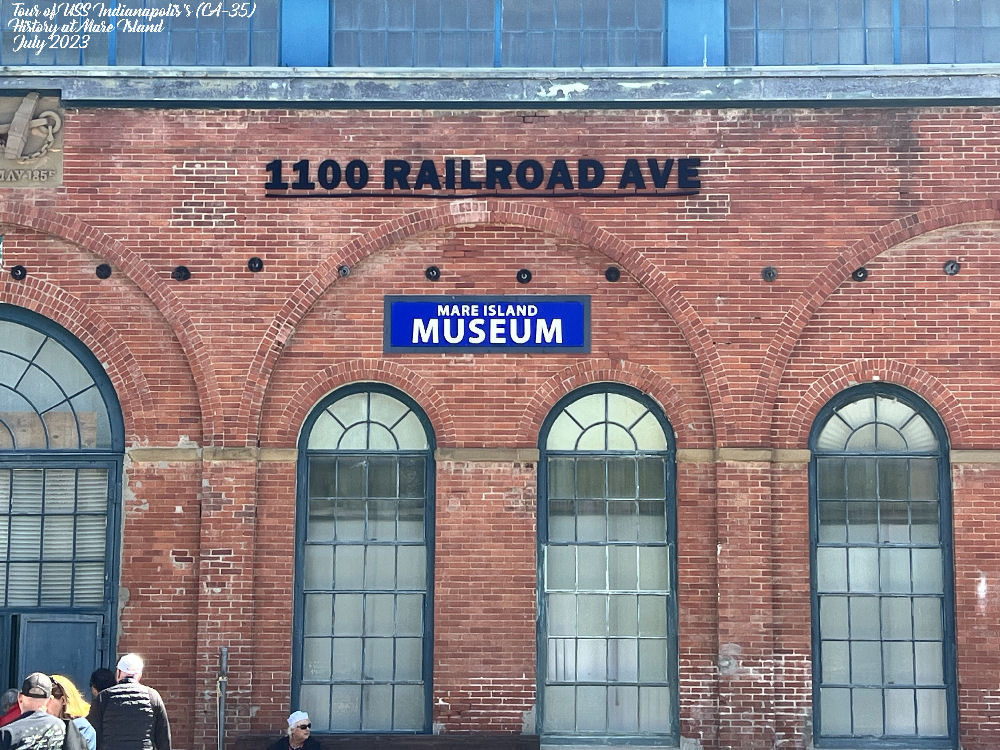 Tour of USS Indianapolis's (CA-35)
History at Mare Island
July 2023
1100 RAILROAD AVE
MARE ISLAND
MUSEUM